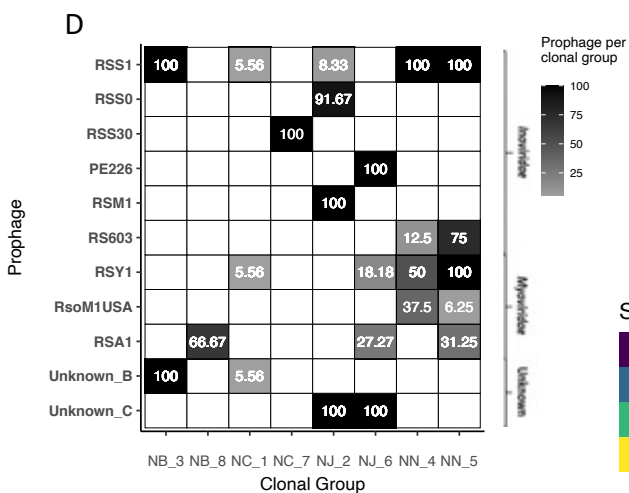 D
Prophage per
clonal group
RSS1 100 5.56 8.33 100 100
100
RSS0 91.67
75
RSS30 100
50
PE226 100
25
RSM1 100
RS603 12.5 75
RSY1 5.56 18.18 50 100
RsoM1USA 37.5 6.25
RSA1 66.67 27.27 31.25
Unknown_B 100 5.56
Unknown_C 100 100
Inoviridae
Myoviridae
Unknown
Prophage
NB_3 NB_8 NC_1 NC_7 NJ_2 NJ_6 NN_4 NN_5
Clonal Group
S